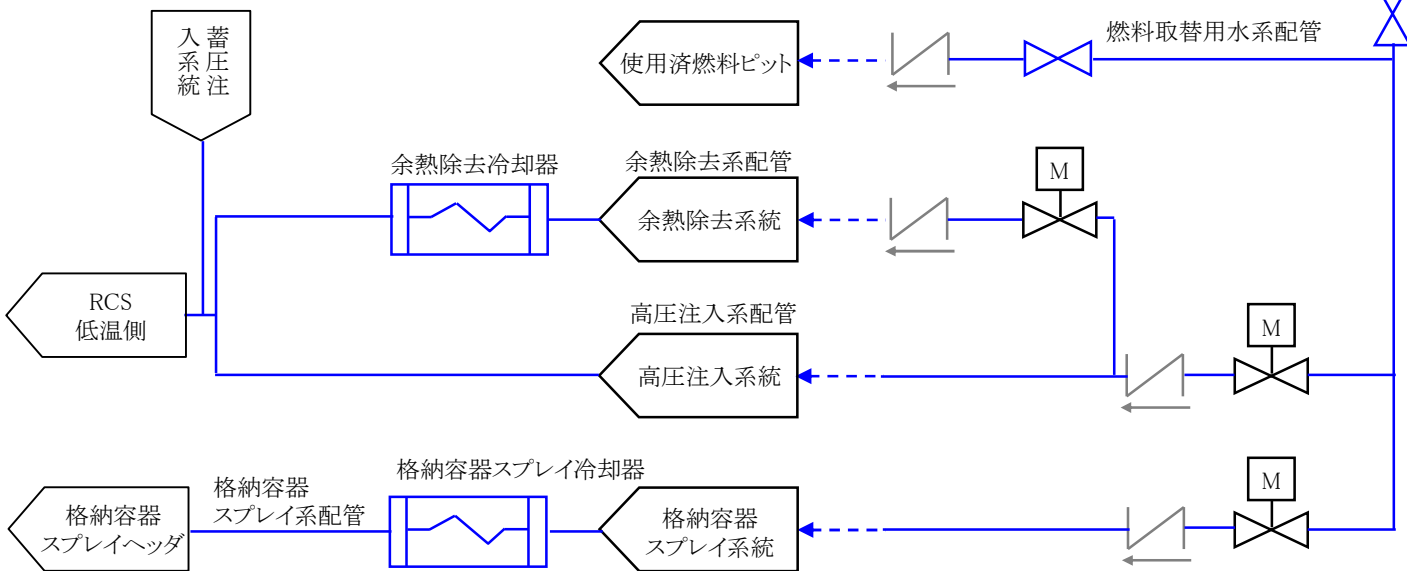 蓄圧注
入系統
使用済燃料ピット
燃料取替用水系配管
余熱除去冷却器
余熱除去系配管
M
余熱除去系統
RCS
低温側
高圧注入系配管
M
高圧注入系統
格納容器スプレイ冷却器
M
格納容器
スプレイ系配管
格納容器
スプレイヘッダ
格納容器
スプレイ系統